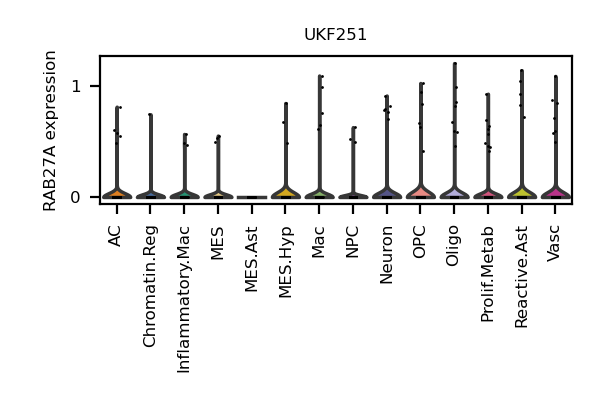 UKF251
RAB27A expression
1
0
AC
Chromatin.Reg
Inflammatory.Mac
MES
MES.Ast
MES.Hyp
Mac
NPC
Neuron
OPC
Oligo
Prolif.Metab
Reactive.Ast
Vasc